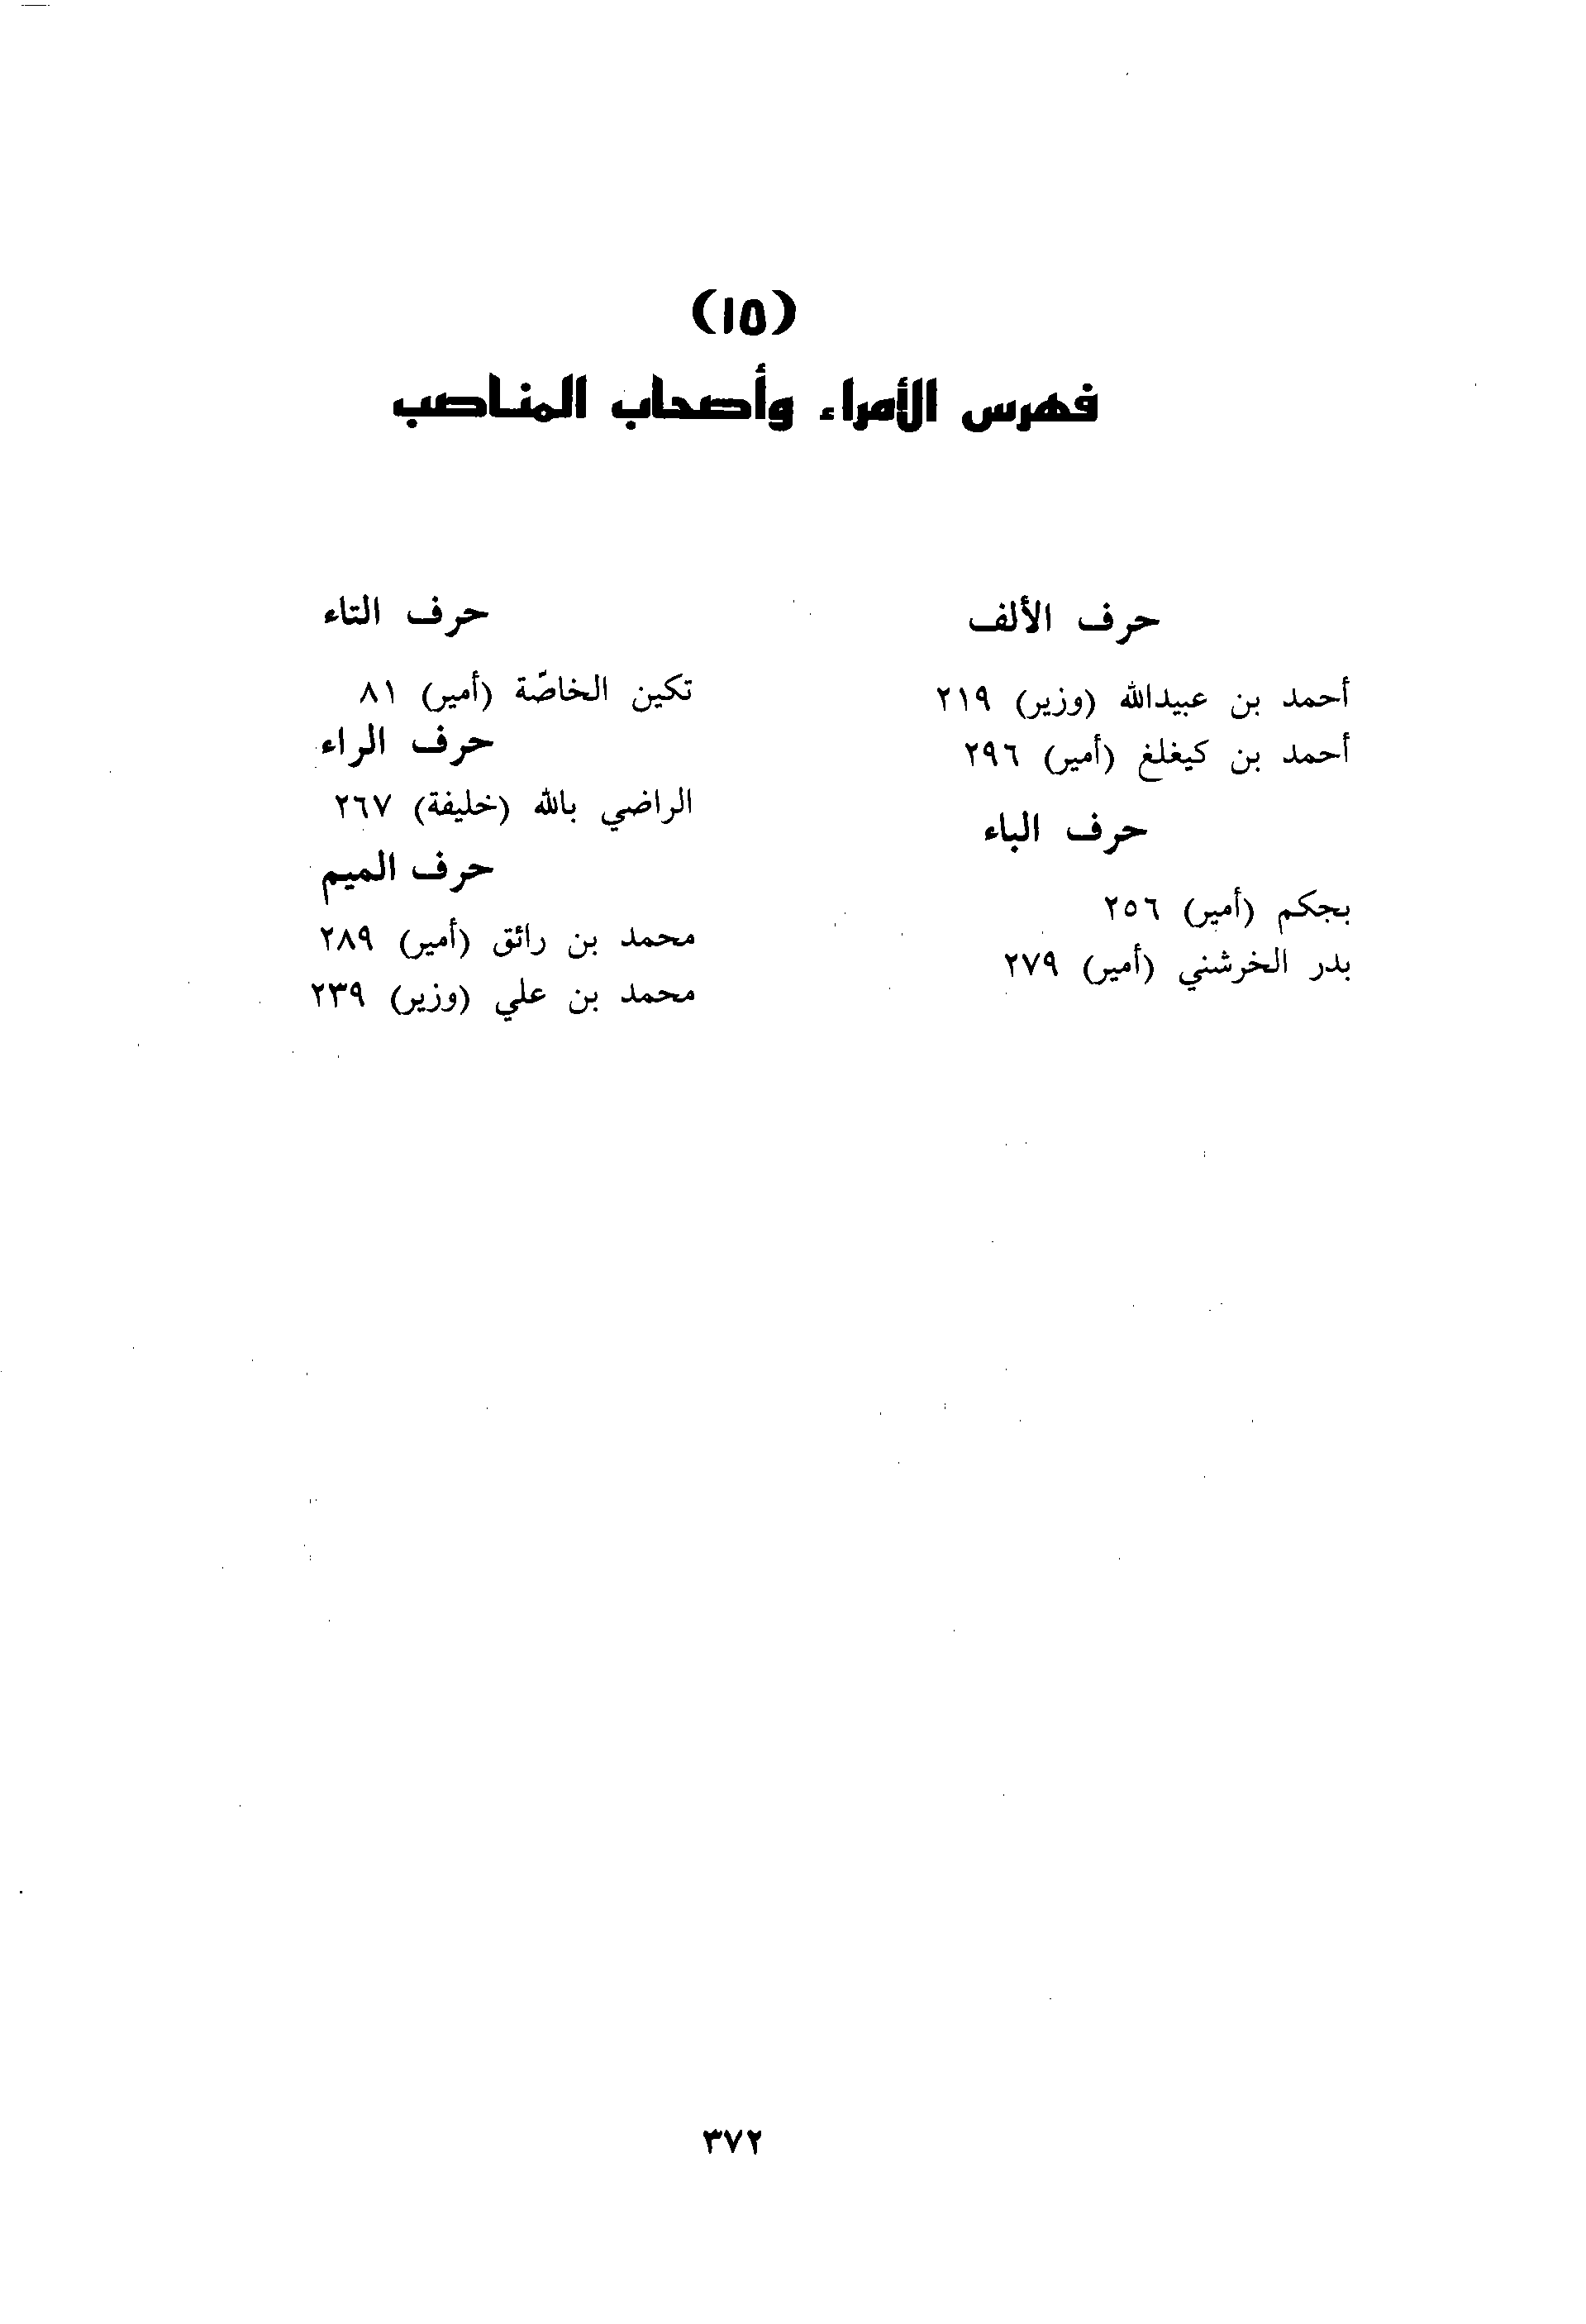 (١٥)
فهرس الأمراء وأصحاب المناصب
حرف الألف
أحمد بن عبيدالله (وزير) ٢١٩
أحمد بن كيغلغ (أمير) ٢٩٦
حرف الباء
بجكم (أمير) ٢٥٦
بدر الخرشني (أمير) ٢٧٩
حرف التاء
تكين الخاصّة (أمير) ٨١
حرف الراء
الراضي بالله (خليفة) ٢٦٧
حرف الميم
محمد بن رائق (أمير) ٢٨٩
محمد بن علي (وزير) ٢٣٩
٣٧٢